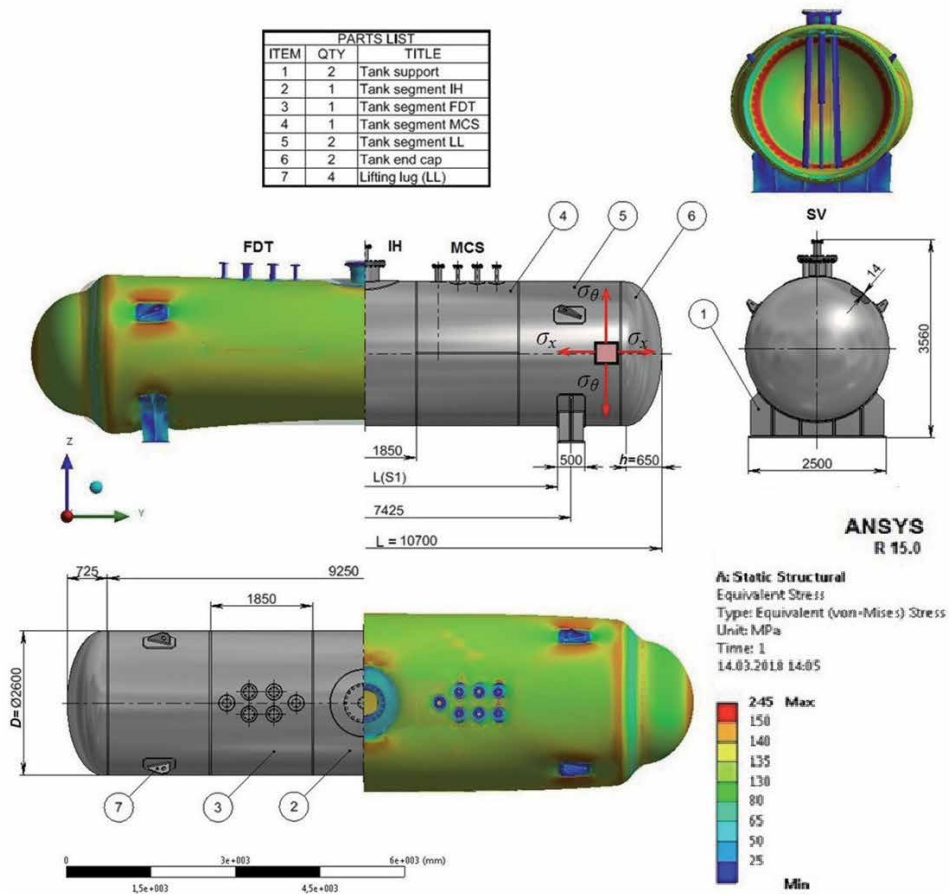 PARTS LIST
ITEM QTY TITLE
1 2 Tank support
2 1 Tank segment IH
3 1 Tank segment FDT
4 1 Tank segment MCS
5 2 Tank segment LL
6 2 Tank end cap
7 4 Lifting lug (LL)
FDT IH MCS
4 5 6
SV
σθ
σx σx
σθ
1
14
3560
2500
1850
500 h=650
L(S1)
7425
L = 10700
Z
Y
725 9250
1850
D=Ø2600
7 3 2
0 3e+003 6e+003 (mm)
1,5e+003 4,5e+003
ANSYS
R 15.0
A: Static Structural
Equivalent Stress
Type: Equivalent (von-Mises) Stress
Unit: MPa
Time: 1
14.03.2018 14:05
245 Max
150
140
135
130
80
65
50
25
Min